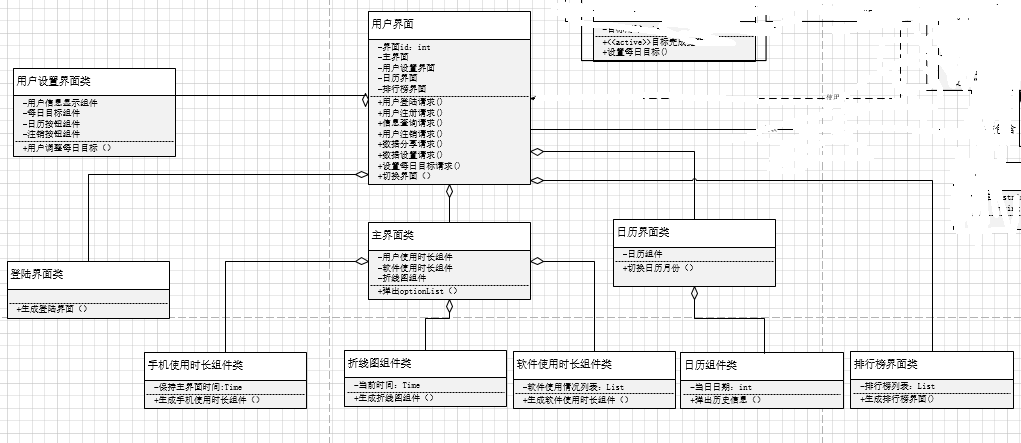 用户界面
-界面id: int
-主界面
-用户设置界面
-日历界面
-排行榜界面
+用户登陆请求()
+用户注册请求()
+信息查询请求()
+用户注销请求()
+数据分享请求()
+数据设置请求()
+设置每日目标请求()
+切换界面（）
+<<active>>目标完成
+设置每日目标()
用户设置界面类
-用户信息显示组件
-每日目标组件
-日历按钮组件
-注销按钮组件
+用户调整每日目标（）
主界面类
-用户使用时长组件
-软件使用时长组件
-折线图组件
+弹出optionList（）
日历界面类
-日历组件
+切换日历月份（）
登陆界面类
+生成登陆界面（）
手机使用时长组件类
-保持主界面时间:Time
+生成手机使用时长组件（）
折线图组件类
-当前时间: Time
+生成折线图组件（）
软件使用时长组件类
-软件使用情况列表: List
+生成软件使用时长组件（）
日历组件类
-当日日期: int
+弹出历史信息（）
排行榜界面类
-排行榜列表: List
+生成排行榜界面()